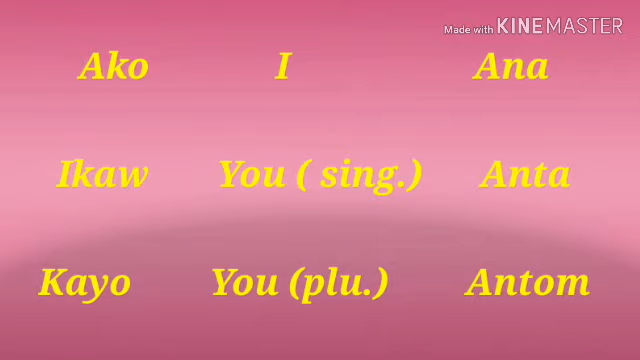 Made with KINEMASTER
Ako I Ana
Ikaw You ( sing.) Anta
Kayo You (plu.) Antom